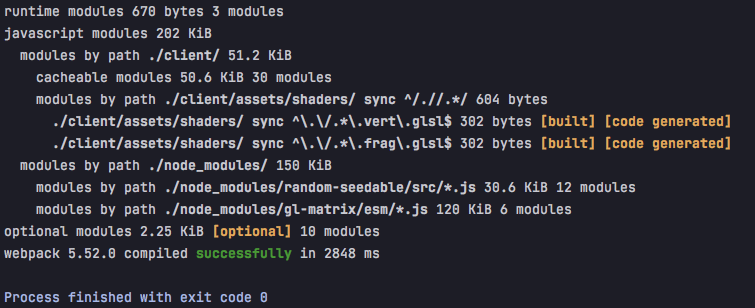 runtime modules 670 bytes 3 modules
javascript modules 202 KiB
modules by path ./client/ 51.2 KiB
cacheable modules 50.6 KiB 30 modules
modules by path ./client/assets/shaders/ sync ^/.//.*/ 604 bytes
./client/assets/shaders/ sync ^\.\/.*\.vert\.glsl$ 302 bytes [built] [code generated]
./client/assets/shaders/ sync ^\.\/.*\.frag\.glsl$ 302 bytes [built] [code generated]
modules by path ./node_modules/ 150 KiB
modules by path ./node_modules/random-seedable/src/*.js 30.6 KiB 12 modules
modules by path ./node_modules/gl-matrix/esm/*.js 120 KiB 6 modules
optional modules 2.25 KiB [optional] 10 modules
webpack 5.52.0 compiled successfully in 2848 ms
Process finished with exit code 0